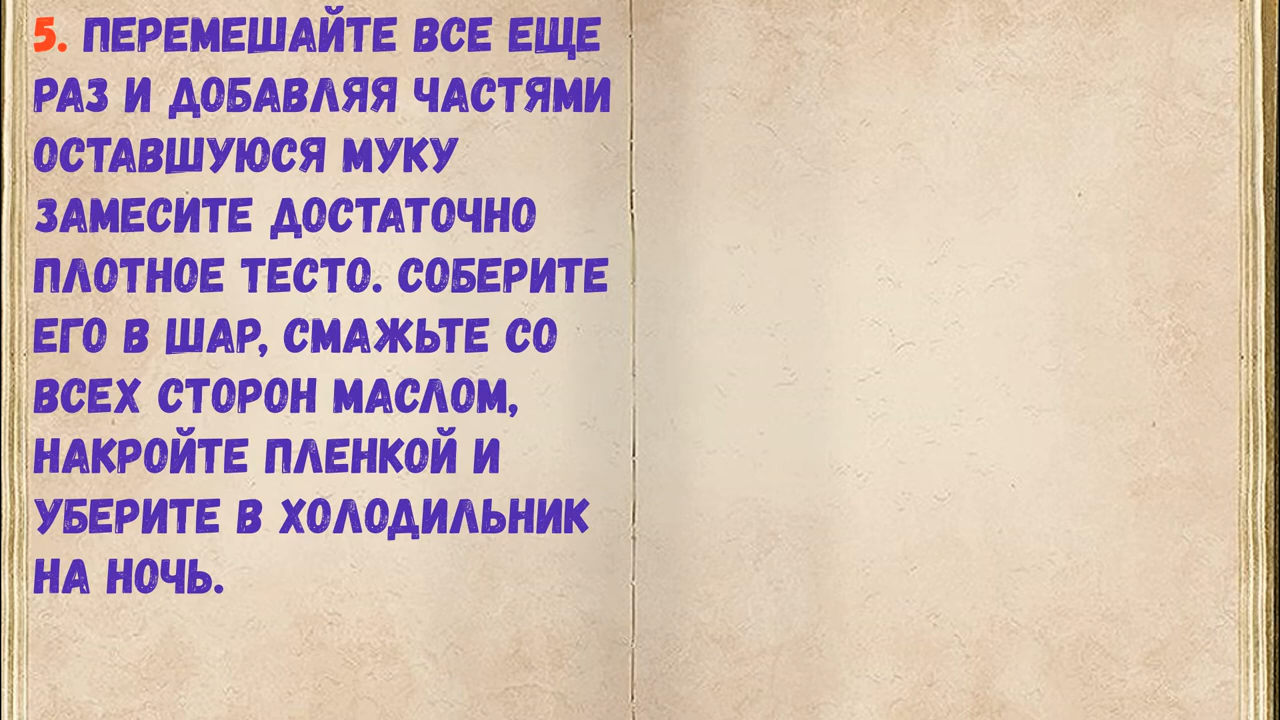 5. ПЕРЕМЕШАЙТЕ ВСЕ ЕЩЕ
РАЗ И ДОБАВЛЯЯ ЧАСТЯМИ
ОСТАВШУЮСЯ МУКУ
ЗАМЕСИТЕ ДОСТАТОЧНО
ПЛОТНОЕ ТЕСТО. СОБЕРИТЕ
ЕГО В ШАР, СМАЖЬТЕ СО
ВСЕХ СТОРОН МАСЛОМ,
НАКРОЙТЕ ПЛЕНКОЙ И
УБЕРИТЕ В ХОЛОДИЛЬНИК
НА НОЧЬ.